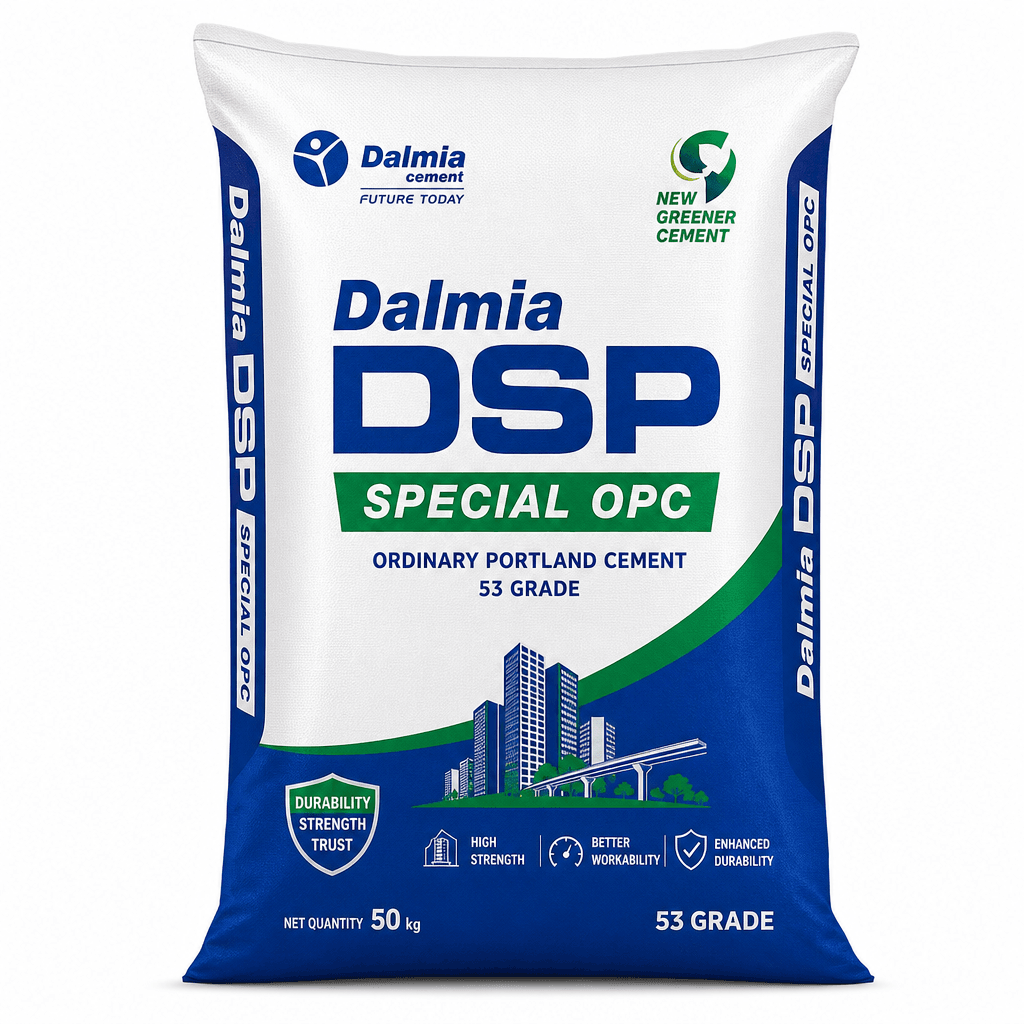 Dalmia
cement
FUTURE TODAY
NEW
GREENER
CEMENT
Dalmia
DSP
SPECIAL OPC
ORDINARY PORTLAND CEMENT
53 GRADE
Dalmia DSP SPECIAL OPC
Dalmia DSP SPECIAL OPC
DURABILITY
STRENGTH
TRUST
HIGH
STRENGTH
BETTER
WORKABILITY
ENHANCED
DURABILITY
NET QUANTITY 50 kg
53 GRADE